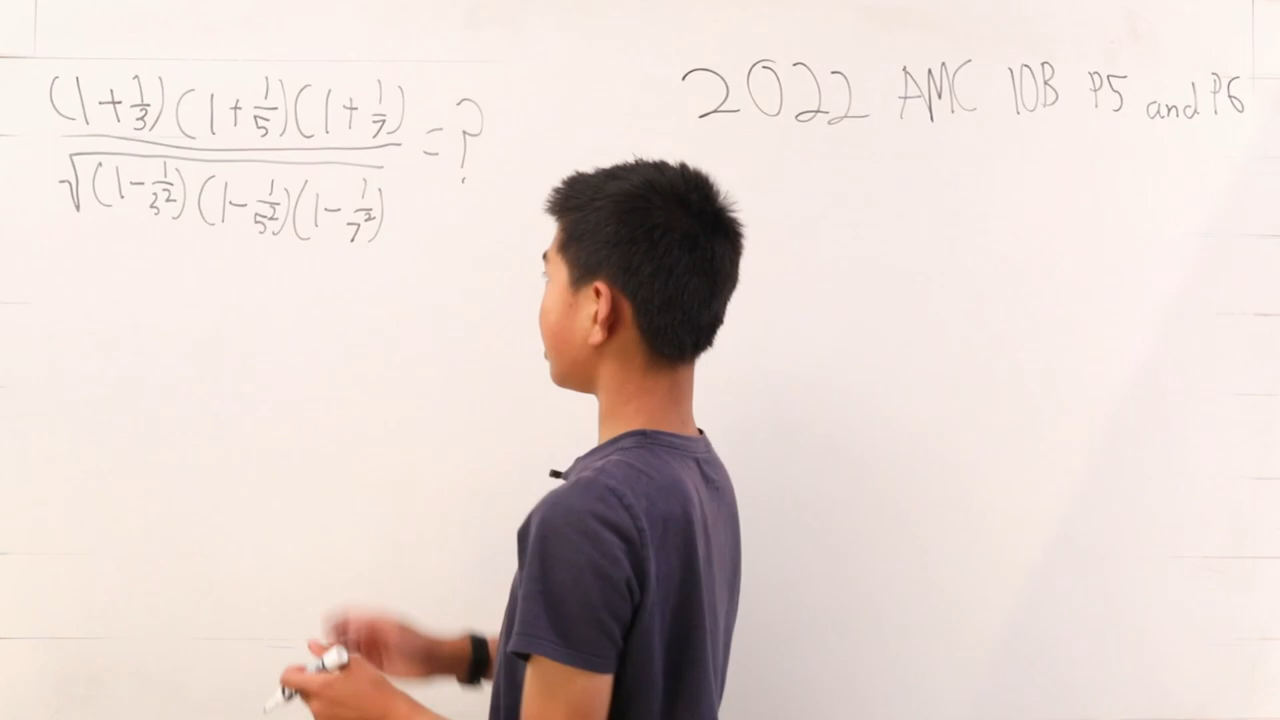 (1+1/3)(1+1/5)(1+1/7)
√(1-1/3²)(1-1/5²)(1-1/7²)
=?
2022 AMC 10B P5 and P6